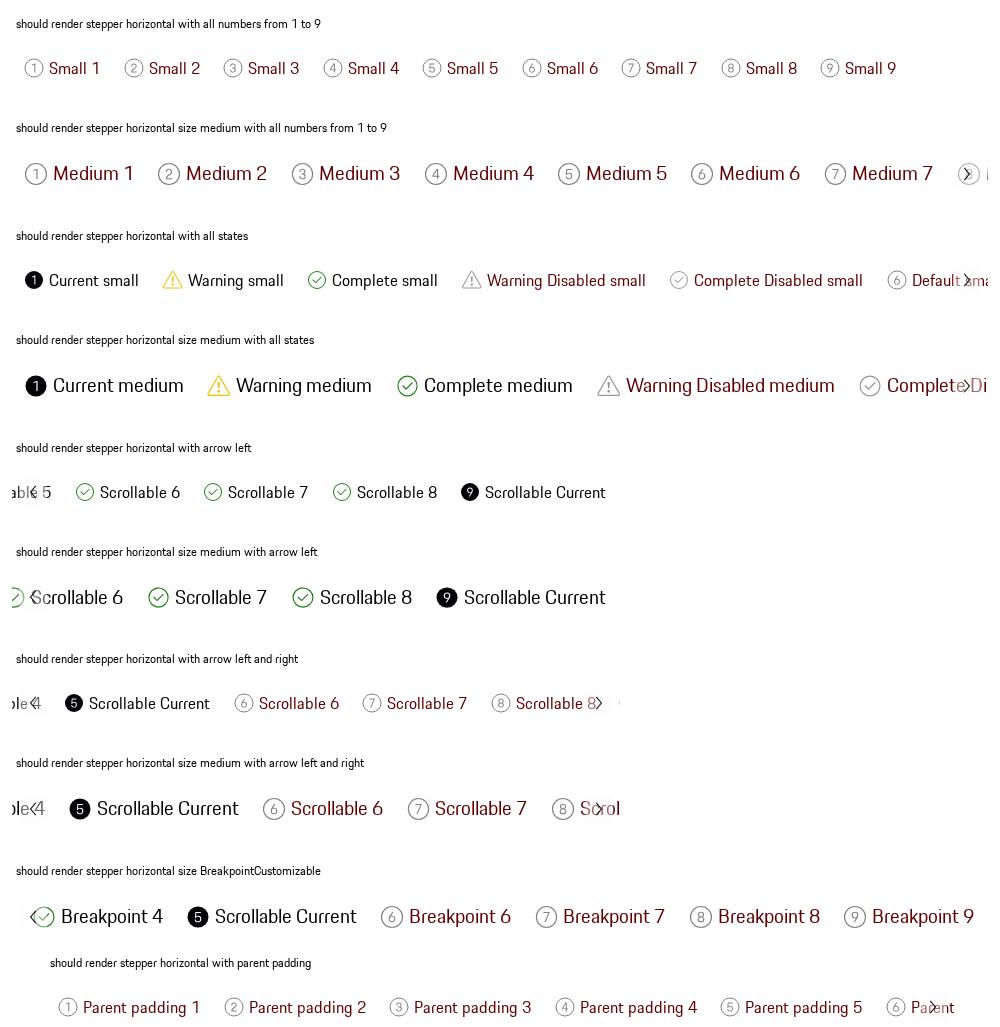 should render stepper horizontal with all numbers from 1 to 9
1 Small 1 2 Small 2 3 Small 3 4 Small 4 5 Small 5 6 Small 6 7 Small 7 8 Small 8 9 Small 9
should render stepper horizontal size medium with all numbers from 1 to 9
1 Medium 1 2 Medium 2 3 Medium 3 4 Medium 4 5 Medium 5 6 Medium 6 7 Medium 7 8
should render stepper horizontal with all states
1 Current small Warning small Complete small Warning Disabled small Complete Disabled small 6 Default sma
should render stepper horizontal size medium with all states
1 Current medium Warning medium Complete medium Warning Disabled medium Complete Di
should render stepper horizontal with arrow left
able 5 Scrollable 6 Scrollable 7 Scrollable 8 9 Scrollable Current
should render stepper horizontal size medium with arrow left
Scrollable 6 Scrollable 7 Scrollable 8 9 Scrollable Current
should render stepper horizontal with arrow left and right
ble 4 5 Scrollable Current 6 Scrollable 6 7 Scrollable 7 8 Scrollable 8
should render stepper horizontal size medium with arrow left and right
ble 4 5 Scrollable Current 6 Scrollable 6 7 Scrollable 7 8 Scrol
should render stepper horizontal size BreakpointCustomizable
Breakpoint 4 5 Scrollable Current 6 Breakpoint 6 7 Breakpoint 7 8 Breakpoint 8 9 Breakpoint 9
should render stepper horizontal with parent padding
1 Parent padding 1 2 Parent padding 2 3 Parent padding 3 4 Parent padding 4 5 Parent padding 5 6 Parent